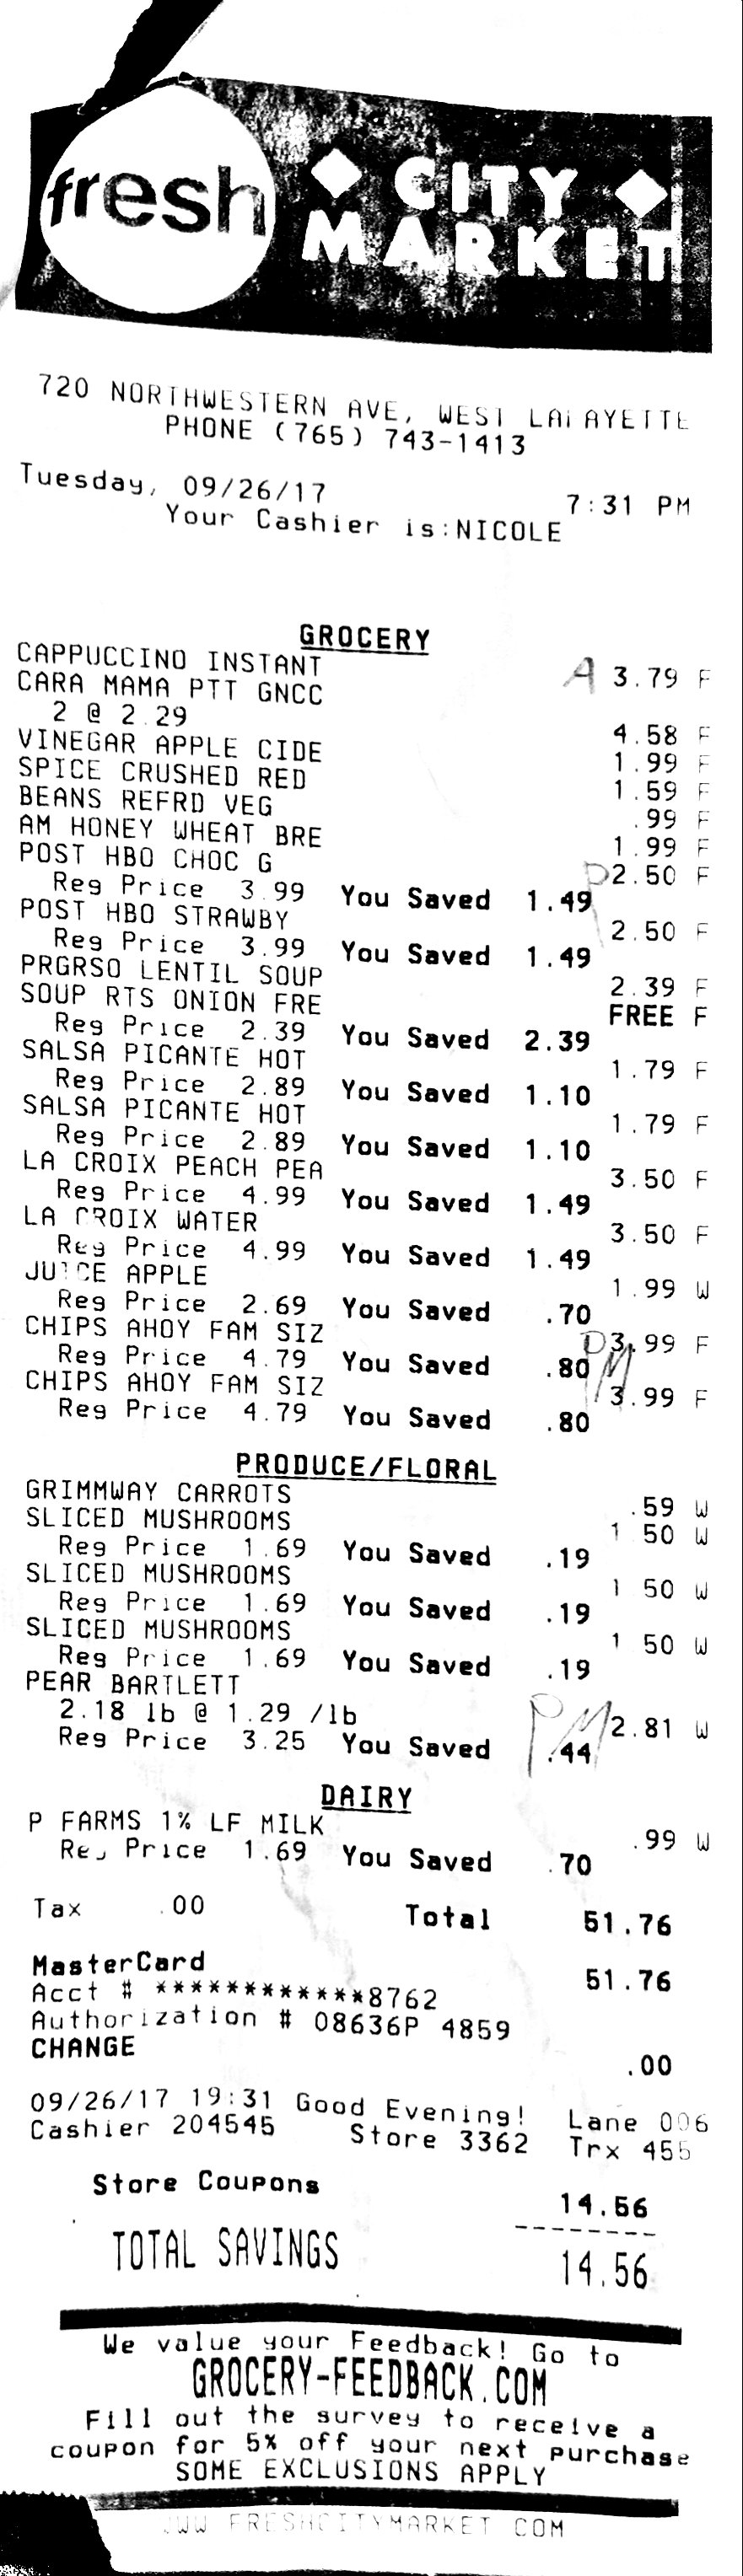 fresh
CITY
MARKET
720 NORTHWESTERN AVE, WEST LAFAYETTE
PHONE (765) 743-1413
Tuesday, 09/26/17 7:31 PM
Your Cashier is:NICOLE
GROCERY
CAPPUCCINO INSTANT A 3.79 F
CARA MAMA PTT GNCC
2 @ 2.29 4.58 F
VINEGAR APPLE CIDE 1.99 F
SPICE CRUSHED RED 1.59 F
BEANS REFRD VEG .99 F
AM HONEY WHEAT BRE 1.99 F
POST HBO CHOC G P 2.50 F
Reg Price 3.99 You Saved 1.49
POST HBO STRAWBY 2.50 F
Reg Price 3.99 You Saved 1.49
PRGRSO LENTIL SOUP 2.39 F
SOUP RTS ONION FRE FREE F
Reg Price 2.39 You Saved 2.39
SALSA PICANTE HOT 1.79 F
Reg Price 2.89 You Saved 1.10
SALSA PICANTE HOT 1.79 F
Reg Price 2.89 You Saved 1.10
LA CROIX PEACH PEA 3.50 F
Reg Price 4.99 You Saved 1.49
LA CROIX WATER 3.50 F
Reg Price 4.99 You Saved 1.49
JUICE APPLE 1.99 W
Reg Price 2.69 You Saved .70
CHIPS AHOY FAM SIZ P 3.99 F
Reg Price 4.79 You Saved .80 M
CHIPS AHOY FAM SIZ 3.99 F
Reg Price 4.79 You Saved .80
PRODUCE/FLORAL
GRIMMWAY CARROTS .59 W
SLICED MUSHROOMS 1 50 W
Reg Price 1.69 You Saved .19
SLICED MUSHROOMS 1 50 W
Reg Price 1.69 You Saved .19
SLICED MUSHROOMS 1 50 W
Reg Price 1.69 You Saved .19
PEAR BARTLETT
2.18 lb @ 1.29 /lb PM 2.81 W
Reg Price 3.25 You Saved .44
DAIRY
P FARMS 1% LF MILK .99 W
Reg Price 1.69 You Saved .70
Tax .00 Total 51.76
MasterCard 51.76
Acct # ************8762
Authorization # 08636P 4859
CHANGE .00
09/26/17 19:31 Good Evening! Lane 006
Cashier 204545 Store 3362 Trx 455
Store Coupons 14.56
--------
TOTAL SAVINGS 14.56
We value your Feedback! Go to
GROCERY-FEEDBACK.COM
Fill out the survey to receive a
coupon for 5% off your next purchase
SOME EXCLUSIONS APPLY
WWW FRESHCITYMARKET COM